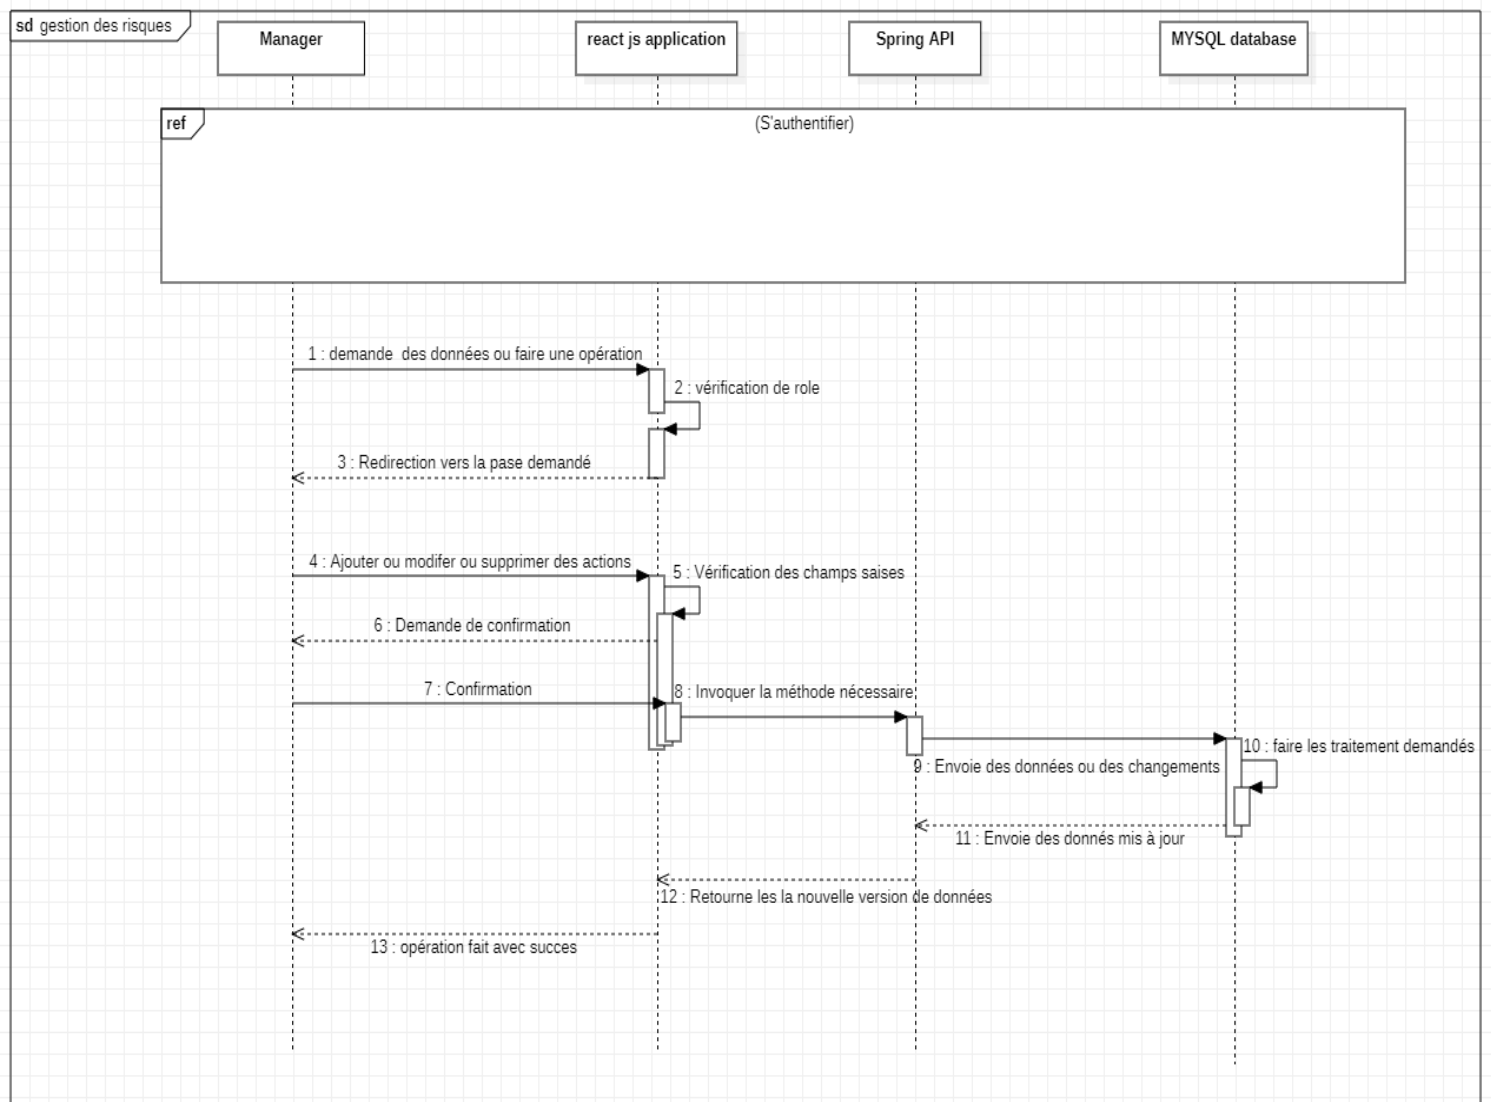 sd gestion des risques
Manager
react js application
Spring API
MYSQL database
ref
(S'authentifier)
1 : demande  des données ou faire une opération
2 : vérification de role
3 : Redirection vers la pase demandé
4 : Ajouter ou modifer ou supprimer des actions
5 : Vérification des champs saises
6 : Demande de confirmation
7 : Confirmation
8 : Invoquer la méthode nécessaire
10 : faire les traitement demandés
9 : Envoie des données ou des changements
11 : Envoie des donnés mis à jour
12 : Retourne les la nouvelle version de données
13 : opération fait avec succes